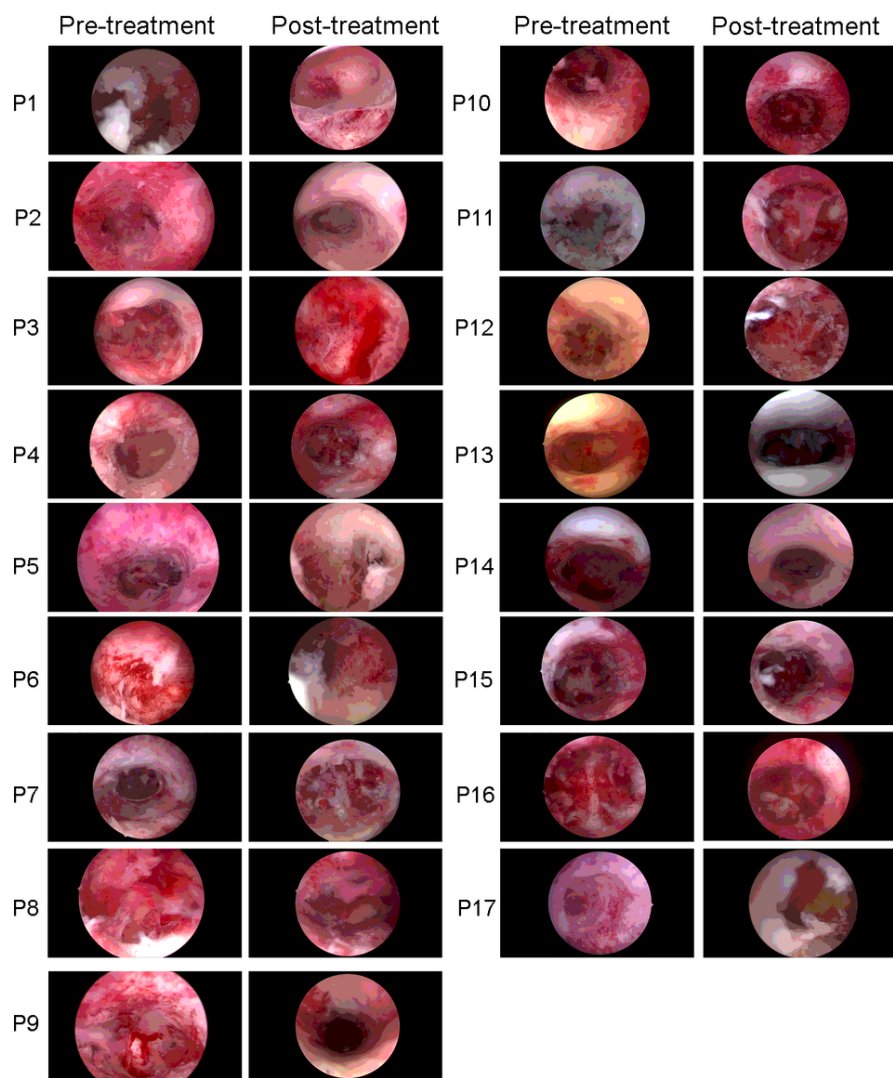 Pre-treatment Post-treatment Pre-treatment Post-treatment
P1 P10
P2 P11
P3 P12
P4 P13
P5 P14
P6 P15
P7 P16
P8 P17
P9